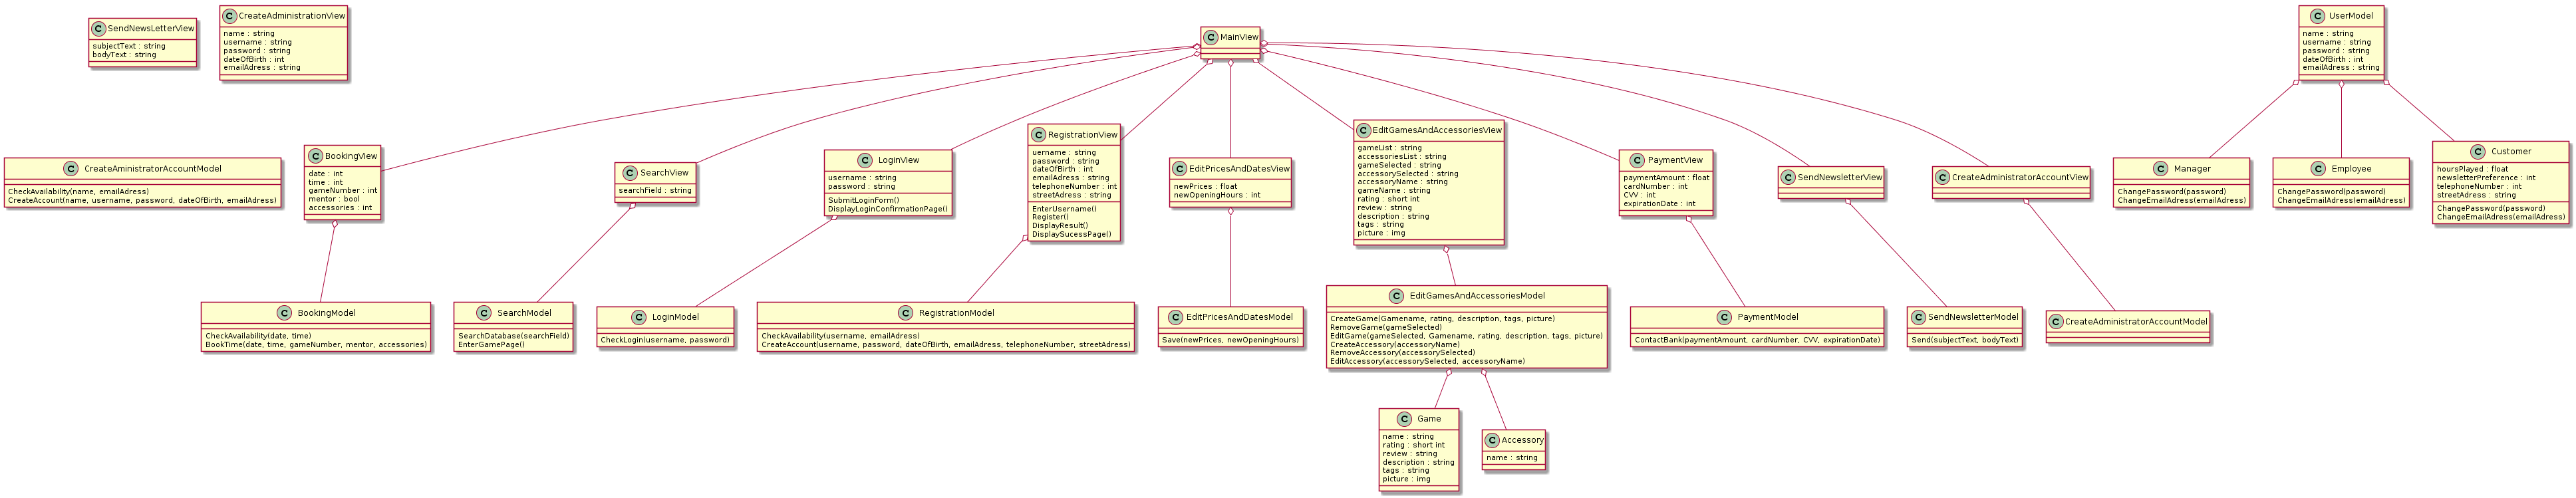 C SendNewsLetterView
subjectText : string
bodyText : string
C CreateAdministrationView
name : string
username : string
password : string
dateOfBirth : int
emailAdress : string
C MainView
C UserModel
name : string
username : string
password : string
dateOfBirth : int
emailAdress : string
C CreateAministratorAccountModel
CheckAvailability(name, emailAdress)
CreateAccount(name, username, password, dateOfBirth, emailAdress)
C BookingView
date : int
time : int
gameNumber : int
mentor : bool
accessories : int
C SearchView
searchField : string
C LoginView
username : string
password : string
SubmitLoginForm()
DisplayLoginConfirmationPage()
C RegistrationView
uername : string
password : string
dateOfBirth : int
emailAdress : string
telephoneNumber : int
streetAdress : string
EnterUsername()
Register()
DisplayResult()
DisplaySucessPage()
C EditPricesAndDatesView
newPrices : float
newOpeningHours : int
C EditGamesAndAccessoriesView
gameList : string
accessoriesList : string
gameSelected : string
accessorySelected : string
accessoryName : string
gameName : string
rating : short int
review : string
description : string
tags : string
picture : img
C PaymentView
paymentAmount : float
cardNumber : int
CVV : int
expirationDate : int
C SendNewsletterView
C CreateAdministratorAccountView
C Manager
ChangePassword(password)
ChangeEmailAdress(emailAdress)
C Employee
ChangePassword(password)
ChangeEmailAdress(emailAdress)
C Customer
hoursPlayed : float
newsletterPreference : int
telephoneNumber : int
streetAdress : string
ChangePassword(password)
ChangeEmailAdress(emailAdress)
C BookingModel
CheckAvailability(date, time)
BookTime(date, time, gameNumber, mentor, accessories)
C SearchModel
SearchDatabase(searchField)
EnterGamePage()
C LoginModel
CheckLogin(username, password)
C RegistrationModel
CheckAvailability(username, emailAdress)
CreateAccount(username, password, dateOfBirth, emailAdress, telephoneNumber, streetAdress)
C EditPricesAndDatesModel
Save(newPrices, newOpeningHours)
C EditGamesAndAccessoriesModel
CreateGame(Gamename, rating, description, tags, picture)
RemoveGame(gameSelected)
EditGame(gameSelected, Gamename, rating, description, tags, picture)
CreateAccessory(accessoryName)
RemoveAccessory(accessorySelected)
EditAccessory(accessorySelected, accessoryName)
C PaymentModel
ContactBank(paymentAmount, cardNumber, CVV, expirationDate)
C SendNewsletterModel
Send(subjectText, bodyText)
C CreateAdministratorAccountModel
C Game
name : string
rating : short int
review : string
description : string
tags : string
picture : img
C Accessory
name : string